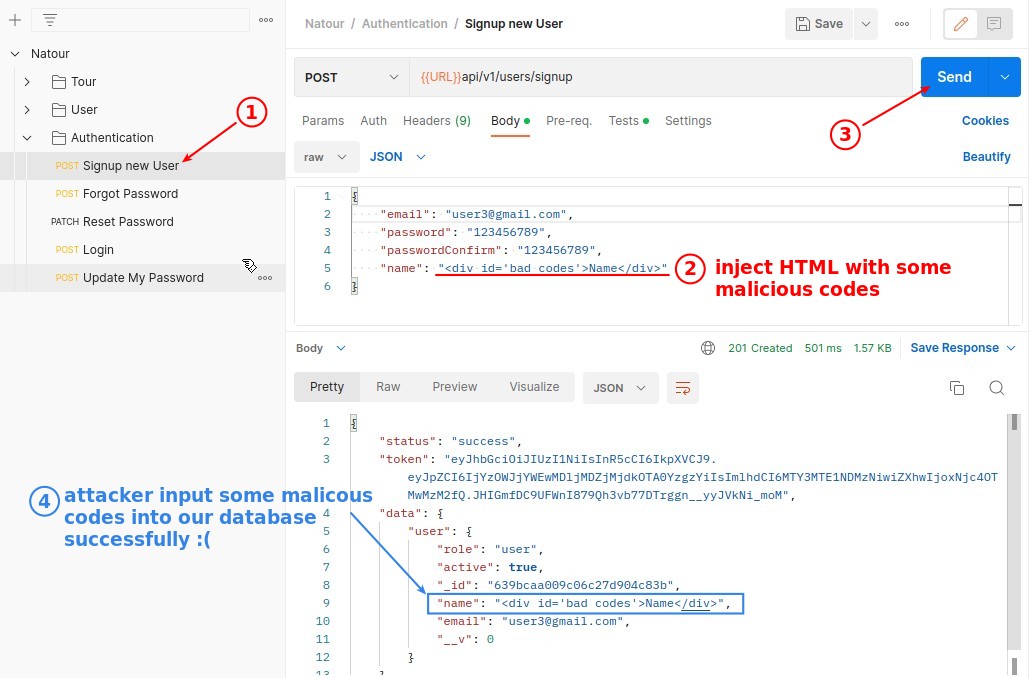 Natour / Authentication / Signup new User
Save
Natour
Tour
User
Authentication
POST Signup new User
POST Forgot Password
PATCH Reset Password
POST Login
POST Update My Password
1
POST
{{URL}}api/v1/users/signup
Send
3
Params Auth Headers (9) Body Pre-req. Tests Settings Cookies
raw JSON Beautify
1 {
2 "email": "user3@gmail.com",
3 "password": "123456789",
4 "passwordConfirm": "123456789",
5 "name": "<div id='bad codes'>Name</div>"
6 }
2 inject HTML with some
malicious codes
Body 201 Created 501 ms 1.57 KB Save Response
Pretty Raw Preview Visualize JSON
1 {
2 "status": "success",
3 "token": "eyJhbGciOiJIUzI1NiIsInR5cCI6IkpXVCJ9.
eyJpZCI6IjYzOWJjYWEwMDljMDZjMjdkOTA0YzgzYiIsImlhdCI6MTY3MTE1NDMzNiwiZXhwIjoxNjc4OT
MwMzM2fQ.JHIGmfDC9UFWnI879Qh3vb77DTrggn__yyJVkNi_moM",
4 "data": {
5 "user": {
6 "role": "user",
7 "active": true,
8 "_id": "639bcaa009c06c27d904c83b",
9 "name": "<div id='bad codes'>Name</div>",
10 "email": "user3@gmail.com",
11 "__v": 0
12 }
13 }
4 attacker input some malicous
codes into our database
successfully :(